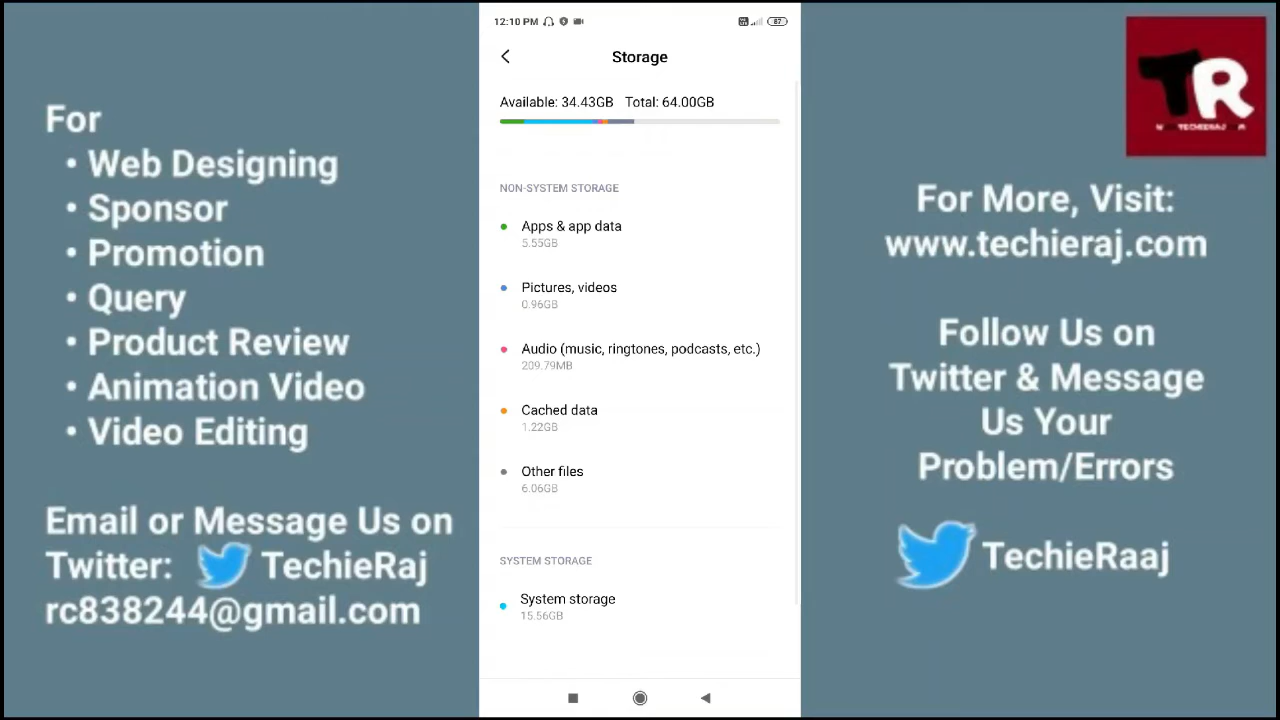 For
• Web Designing
• Sponsor
• Promotion
• Query
• Product Review
• Animation Video
• Video Editing
Email or Message Us on
Twitter: TechieRaj
rc838244@gmail.com
12:10 PM
87
Storage
Available: 34.43GB Total: 64.00GB
NON-SYSTEM STORAGE
Apps & app data
5.55GB
Pictures, videos
0.96GB
Audio (music, ringtones, podcasts, etc.)
209.79MB
Cached data
1.22GB
Other files
6.06GB
SYSTEM STORAGE
System storage
15.56GB
TR
For More, Visit:
www.techieraj.com
Follow Us on
Twitter & Message
Us Your
Problem/Errors
TechieRaaj